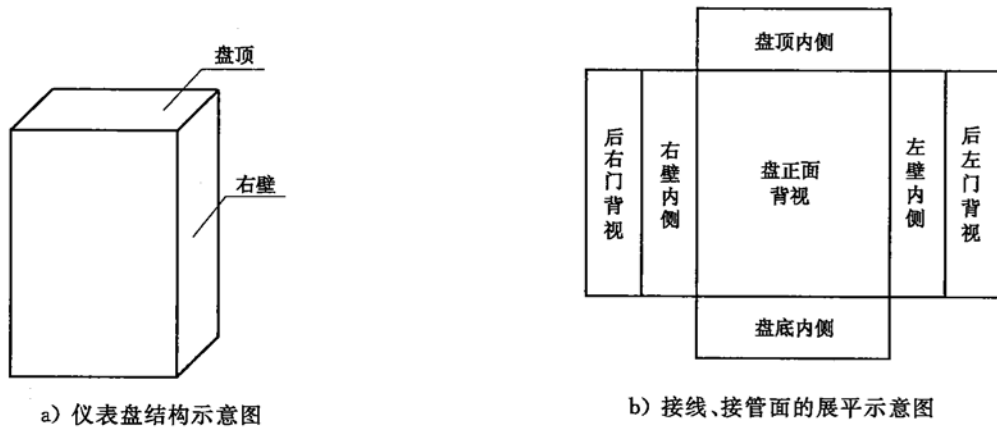 盘顶
右壁
a) 仪表盘结构示意图
盘顶内侧
后右门背视
右壁内侧
盘正面
背视
左壁内侧
后左门背视
盘底内侧
b) 接线、接管面的展平示意图